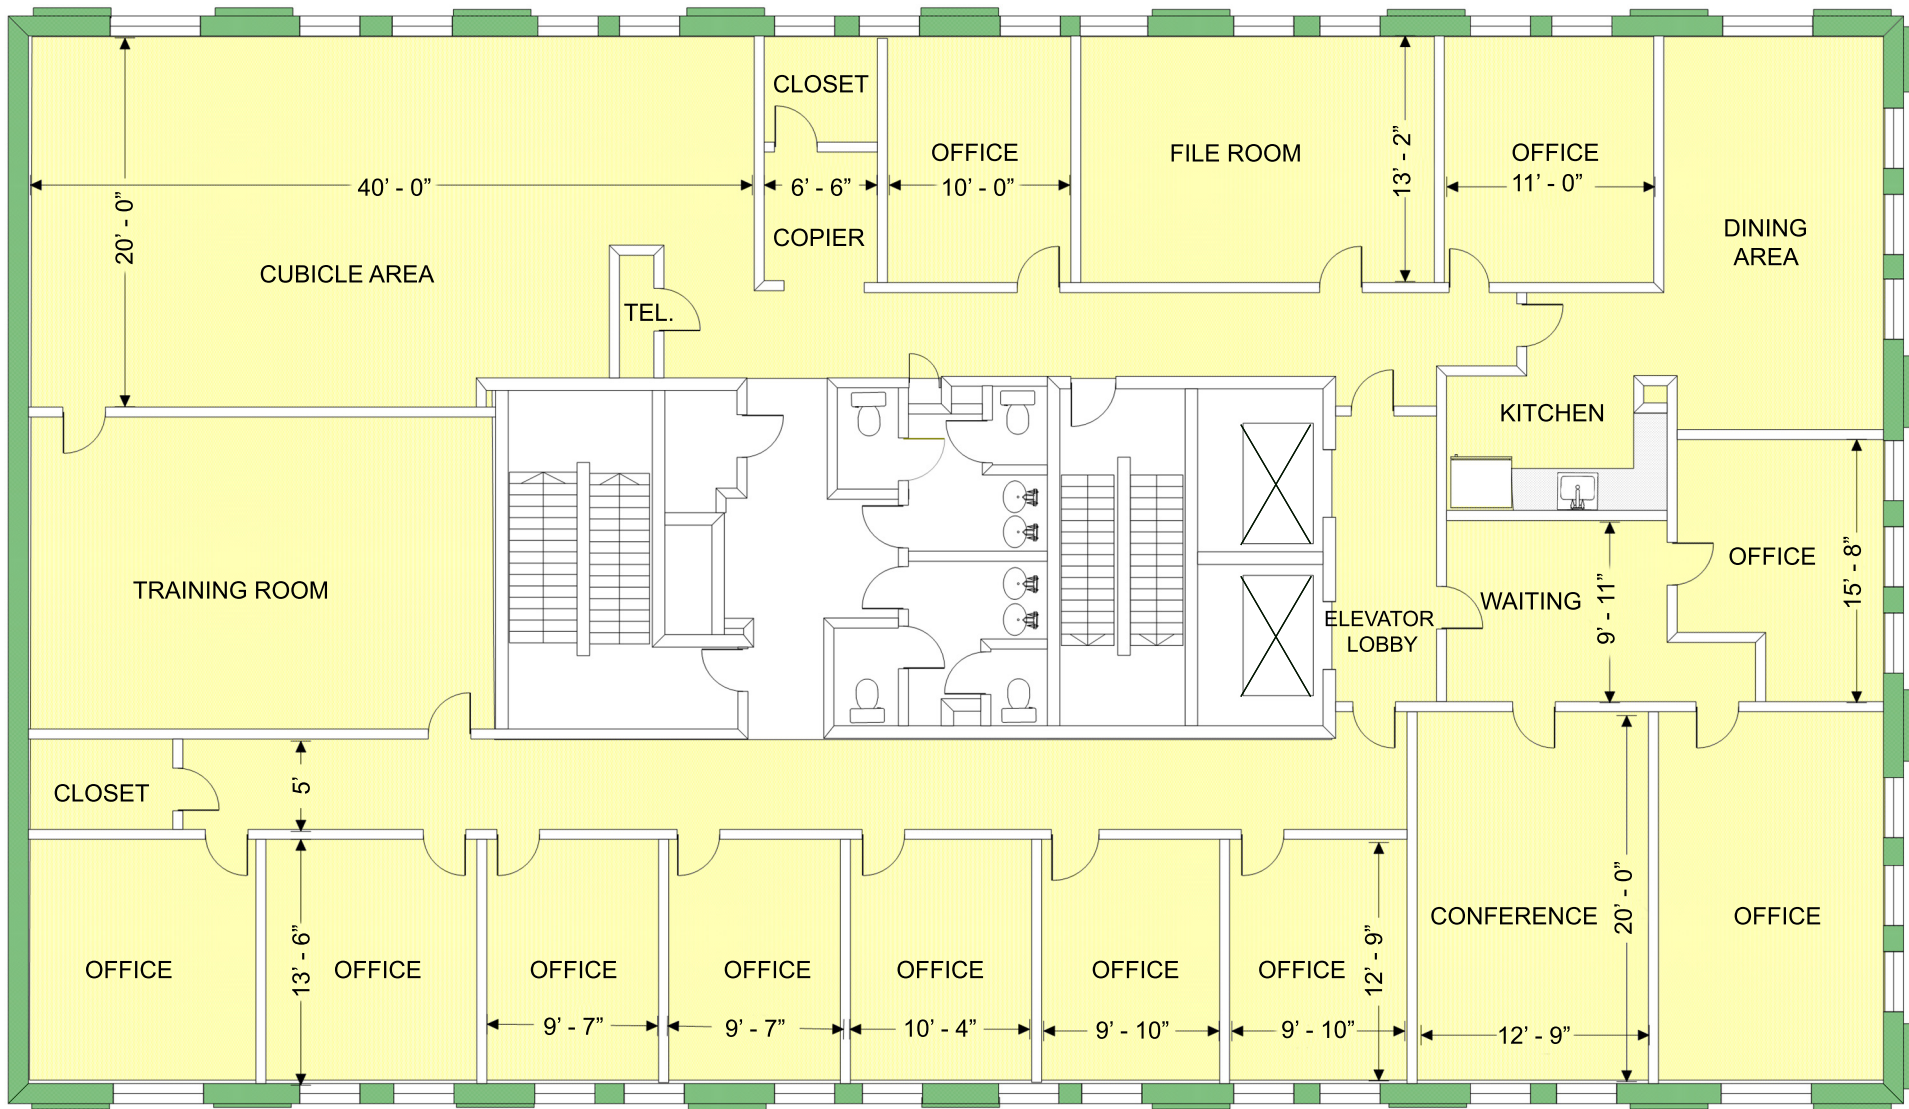 CLOSET
OFFICE
FILE ROOM
13’ - 2”
OFFICE
40’ - 0”
6’ - 6”
10’ - 0”
11’ - 0”
20’ - 0”
COPIER
DINING
AREA
CUBICLE AREA
TEL.
KITCHEN
TRAINING ROOM
WAITING
9’ - 11”
OFFICE
15’ - 8”
ELEVATOR
LOBBY
CLOSET
5’
CONFERENCE
20’ - 0”
OFFICE
OFFICE
13’ - 6”
OFFICE
OFFICE
OFFICE
OFFICE
OFFICE
OFFICE
12’ - 9”
9’ - 7”
9’ - 7”
10’ - 4”
9’ - 10”
9’ - 10”
12’ - 9”